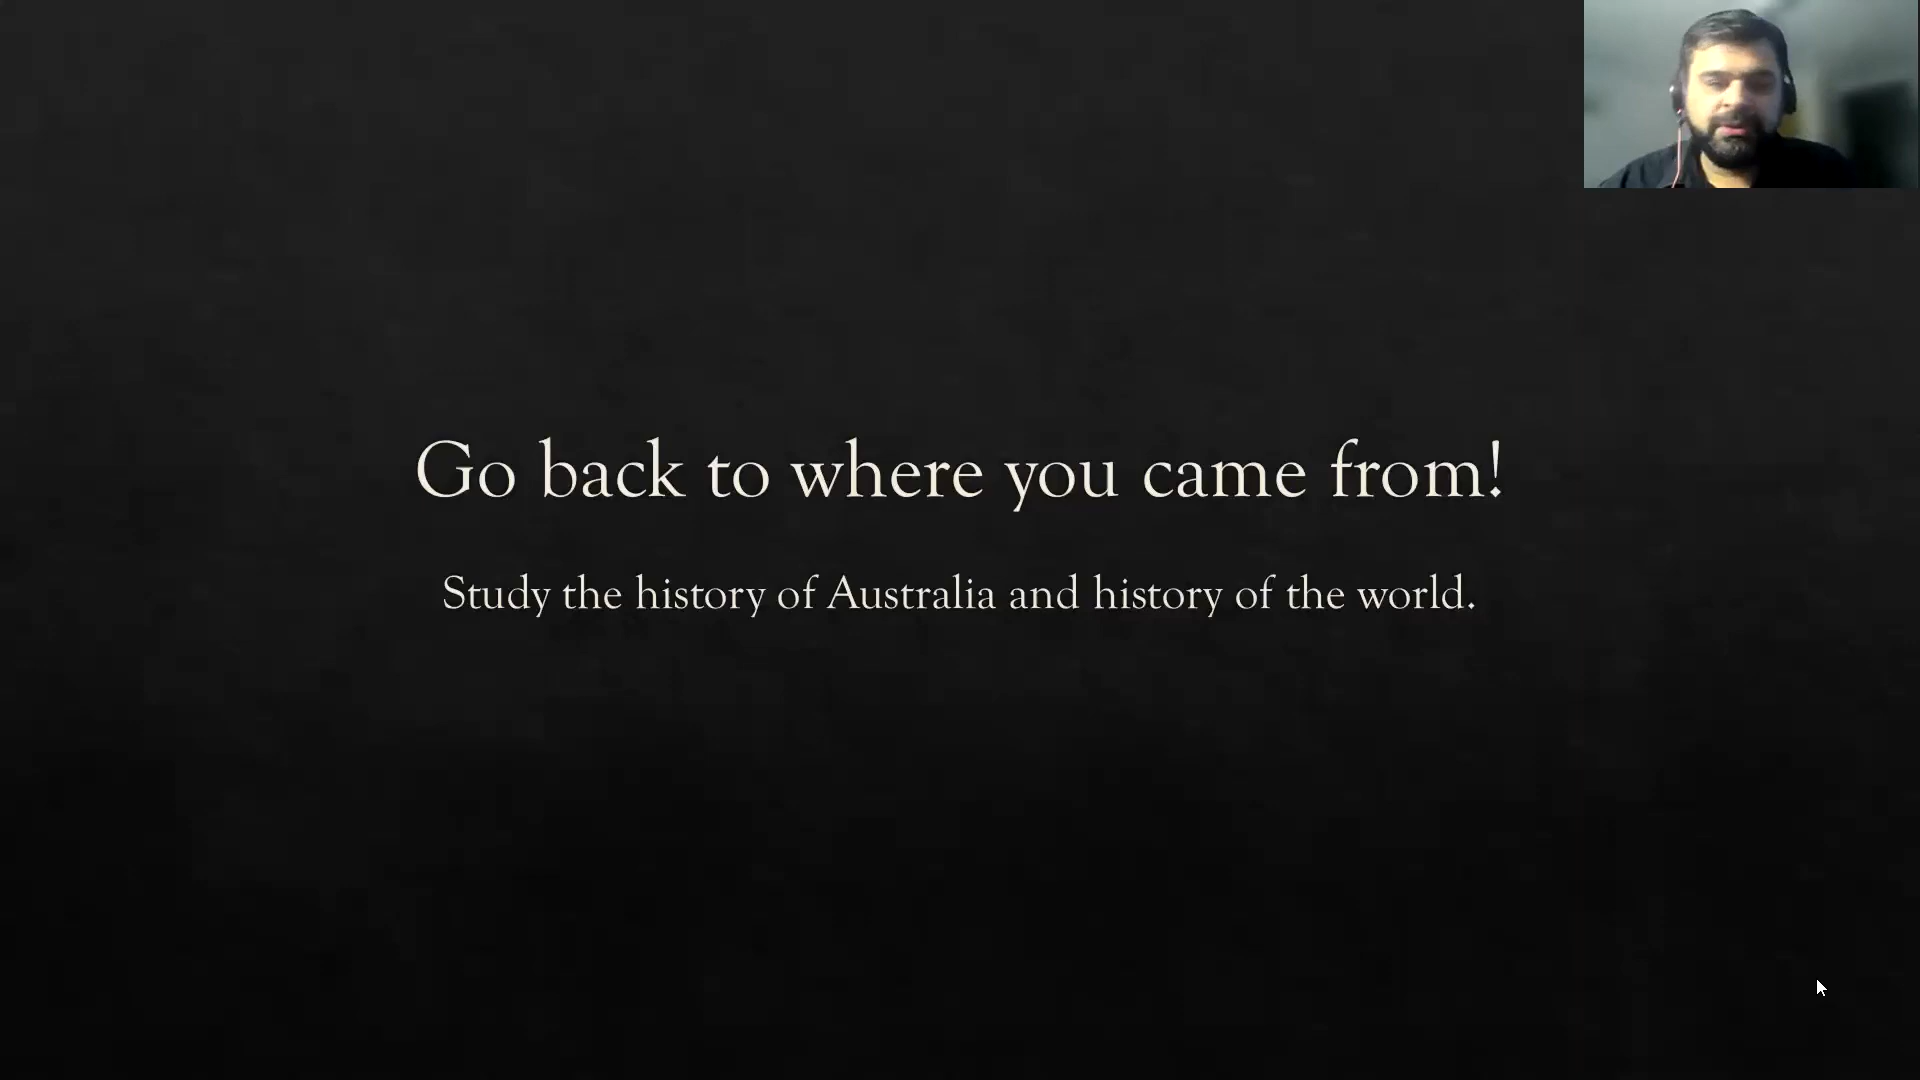 Go back to where you came from!
Study the history of Australia and history of the world.